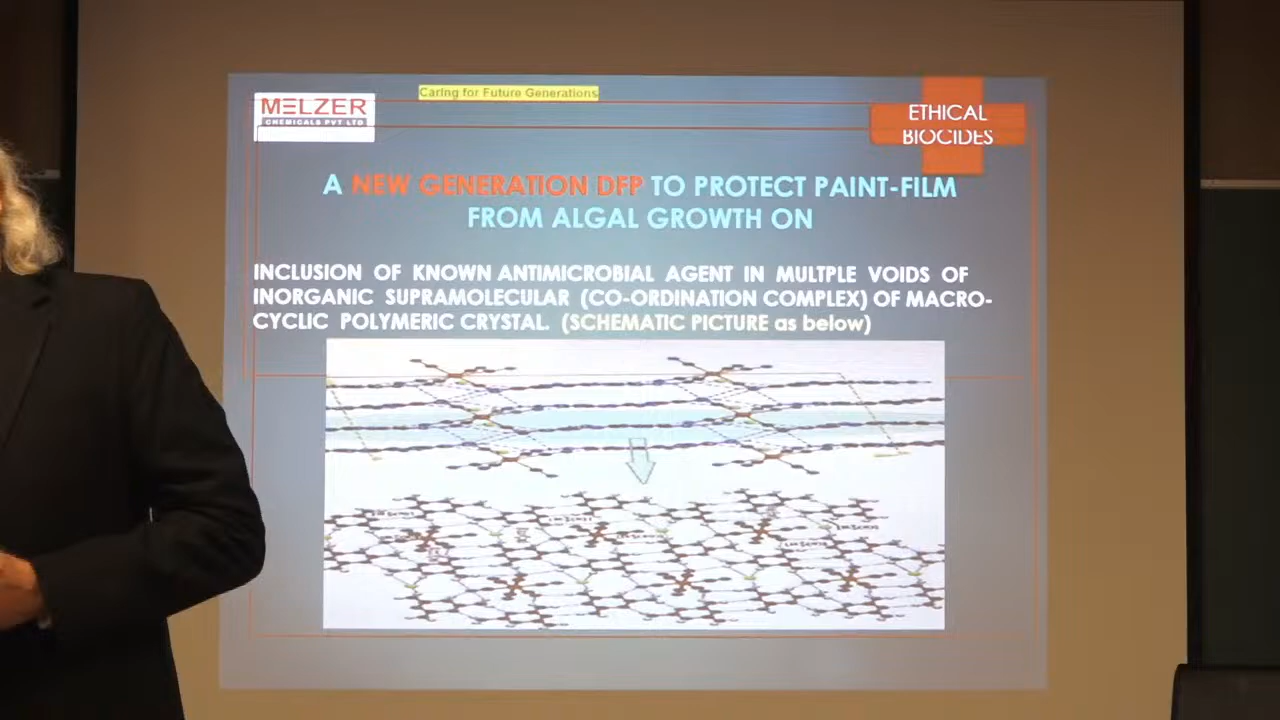 Caring for Future Generations
MELZER
CHEMICALS PVT LTD
ETHICAL
BIOCIDES
A NEW GENERATION DFP TO PROTECT PAINT-FILM
FROM ALGAL GROWTH ON
INCLUSION OF KNOWN ANTIMICROBIAL AGENT IN MULTPLE VOIDS OF
INORGANIC SUPRAMOLECULAR (CO-ORDINATION COMPLEX) OF MACRO-
CYCLIC POLYMERIC CRYSTAL. (SCHEMATIC PICTURE as below)